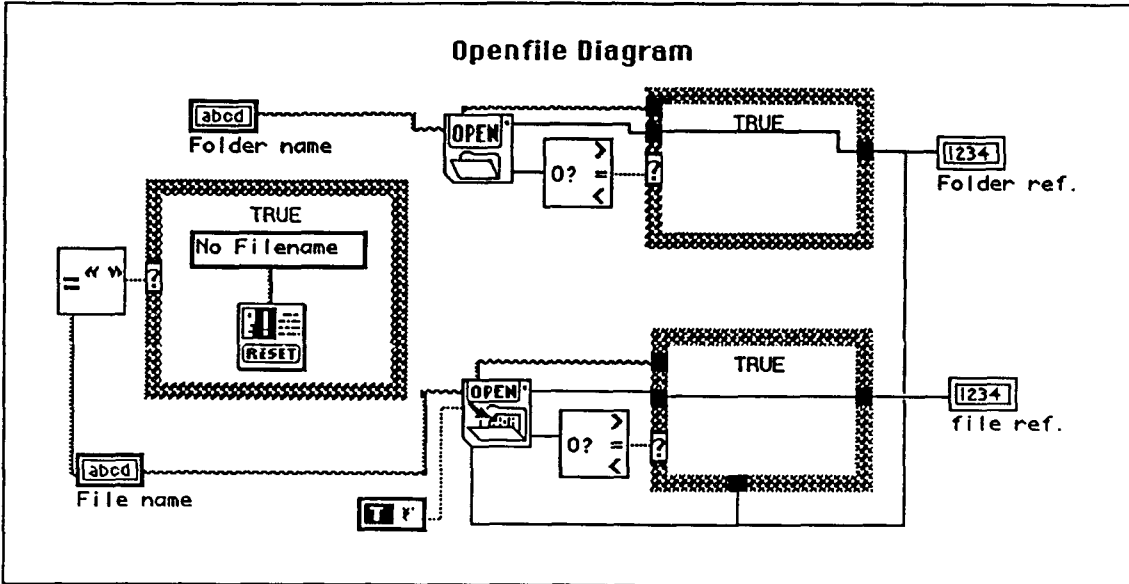 Openfile Diagram
abcd
Folder name
OPEN
0?
>
=
<
?
TRUE
1234
Folder ref.
TRUE
No Filename
RESET
= “ ”
?
OPEN
0?
>
=
<
?
TRUE
1234
file ref.
abcd
File name
T F